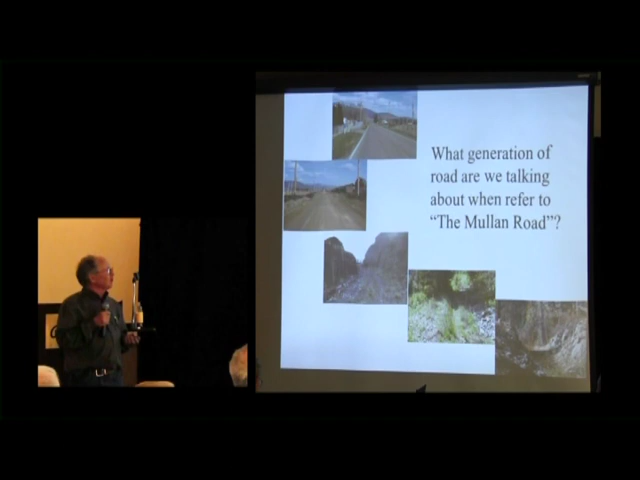 What generation of
road are we talking
about when refer to
“The Mullan Road”?